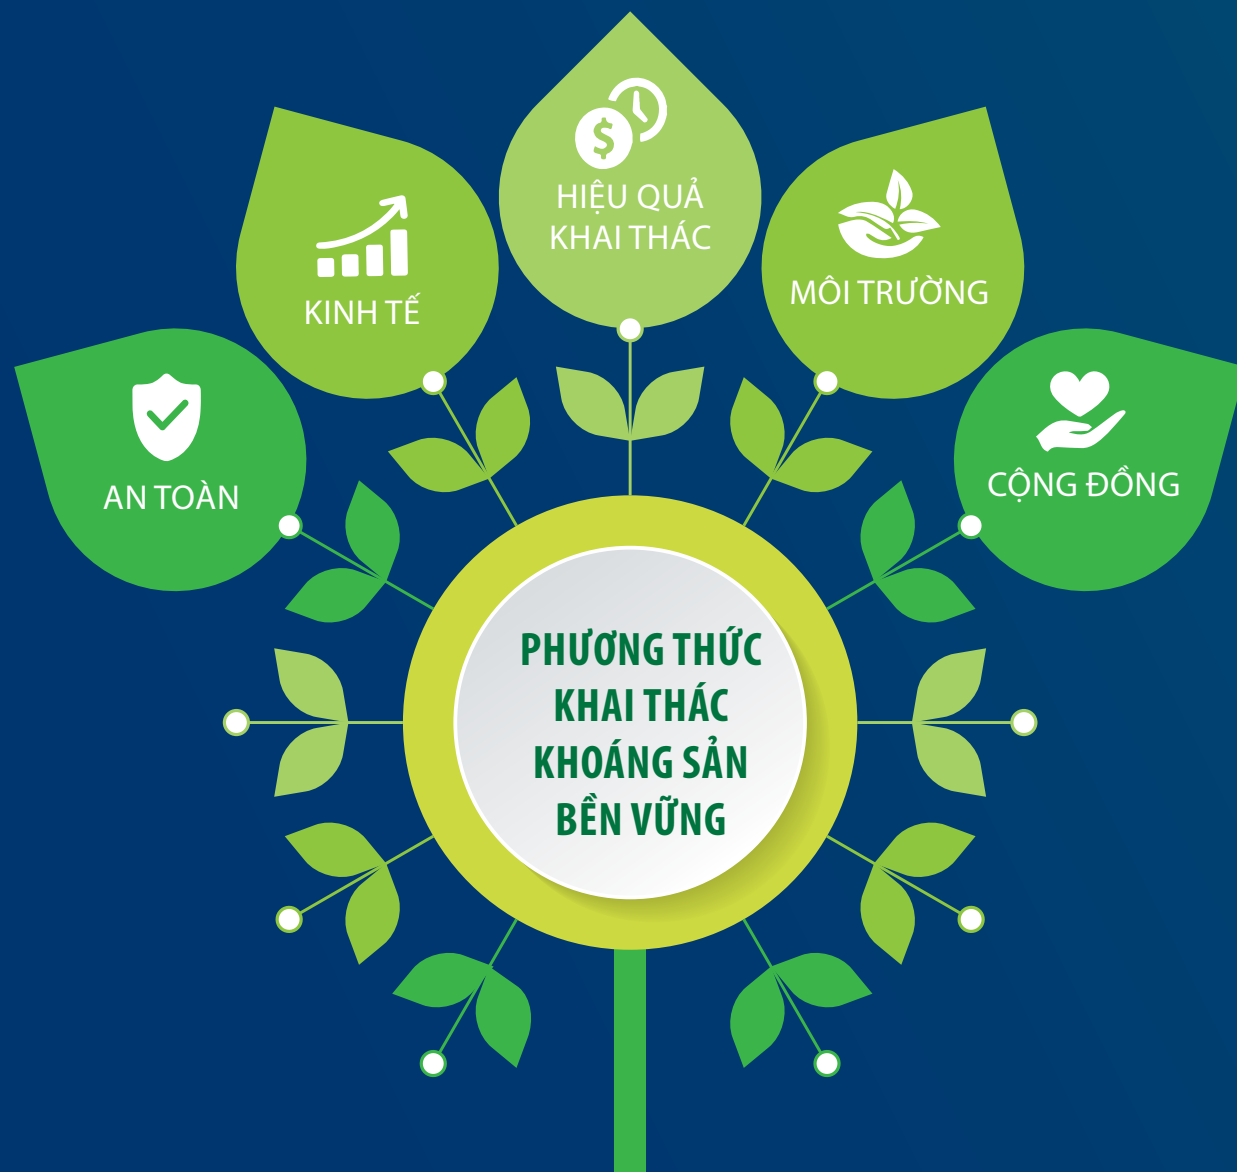 HIỆU QUẢ
KHAI THÁC
KINH TẾ
MÔI TRƯỜNG
AN TOÀN
CỘNG ĐỒNG
PHƯƠNG THỨC
KHAI THÁC
KHOÁNG SẢN
BỀN VỮNG